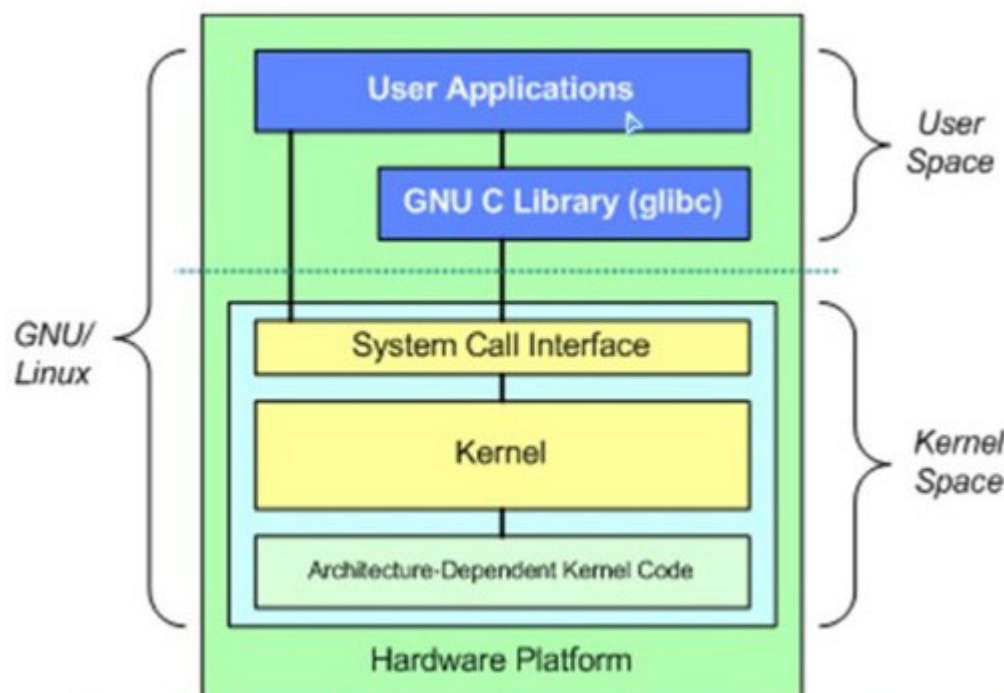 User Applications
User
Space
GNU C Library (glibc)
GNU/
Linux
System Call Interface
Kernel
Kernel
Space
Architecture-Dependent Kernel Code
Hardware Platform